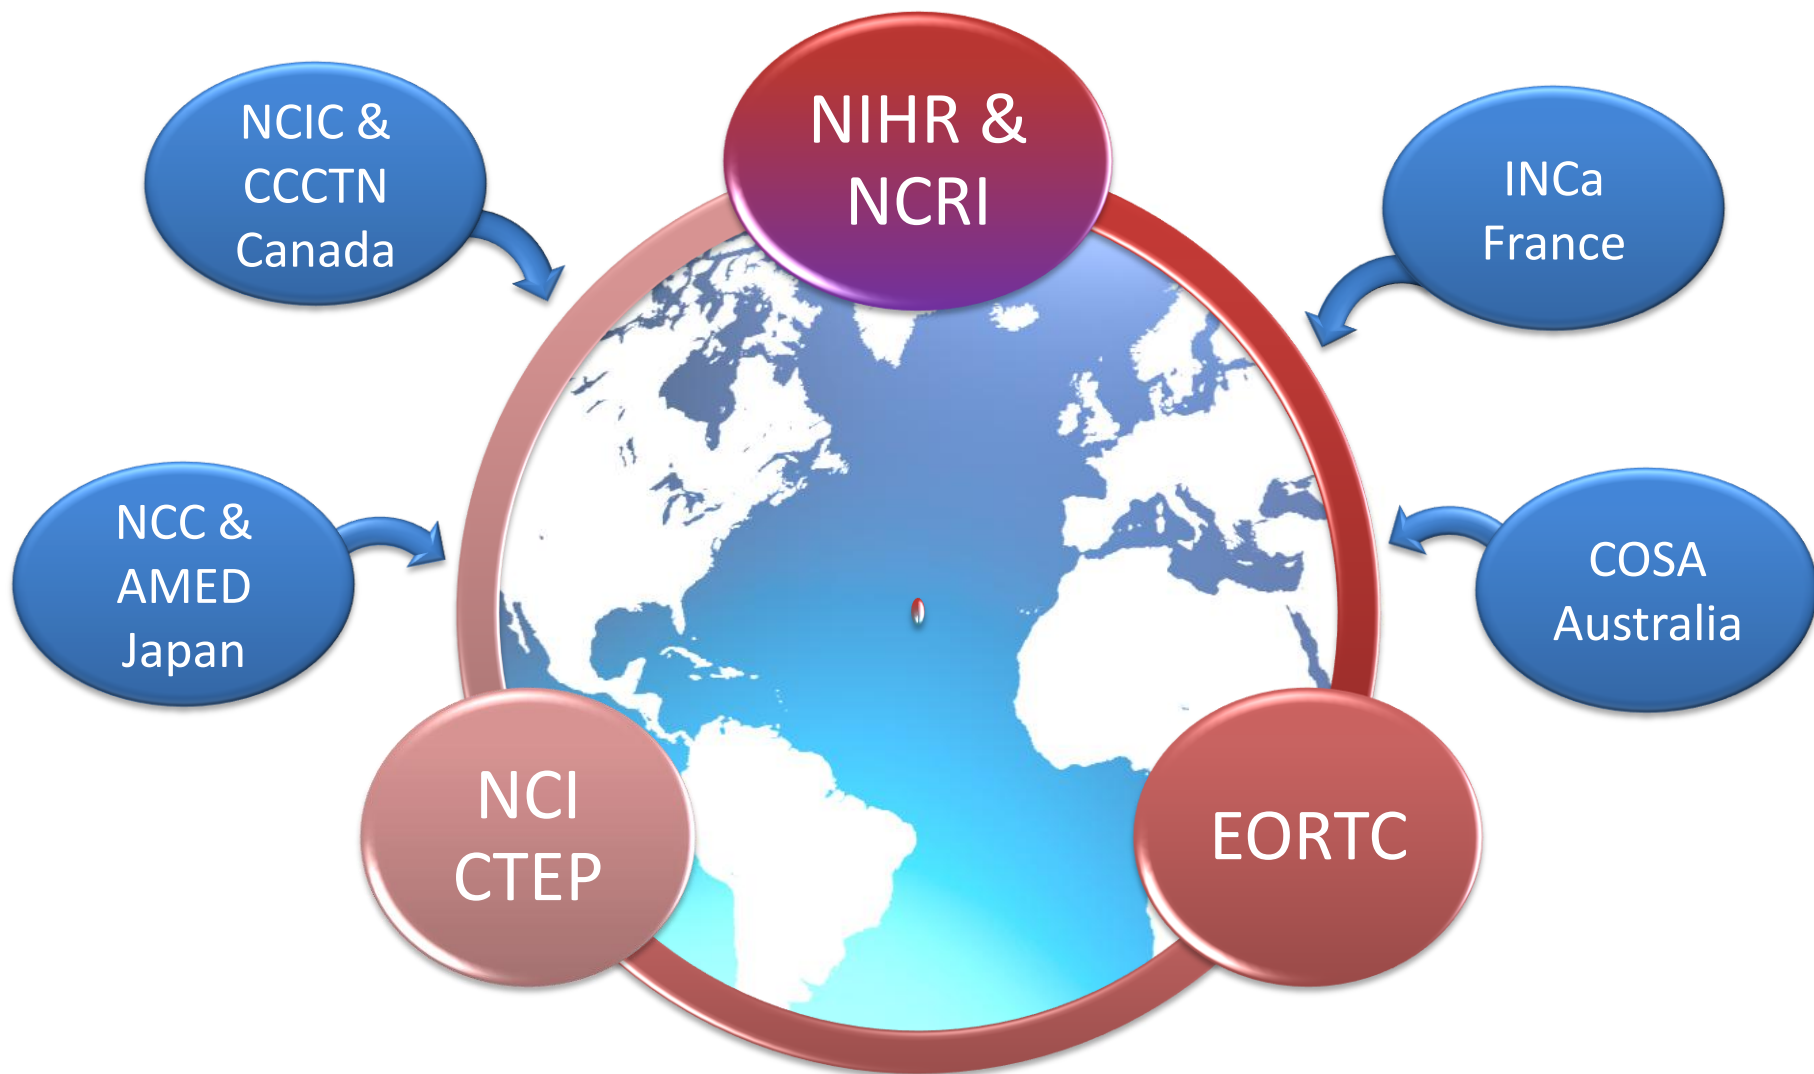 NIHR &
NCRI
NCIC &
CCCTN
Canada
INCa
France
NCC &
AMED
Japan
COSA
Australia
NCI
CTEP
EORTC